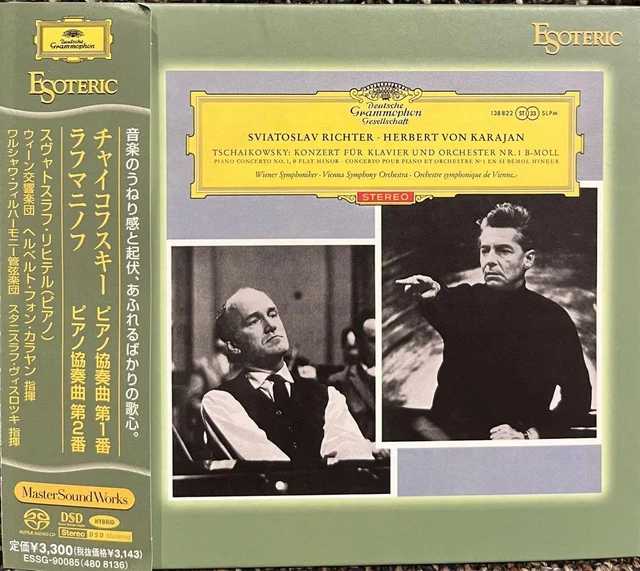 Deutsche
Grammophon
ESOTERIC
音楽のうねり感と起伏、あふれるばかりの歌心。
チャイコフスキー ピアノ協奏曲 第1番
ラフマニノフ ピアノ協奏曲 第2番
スヴャトスラフ・リヒテル(ピアノ)
ウィーン交響楽団 ヘルベルト・フォン・カラヤン 指揮
ワルシャワ・フィルハーモニー管弦楽団 スタニスラフ・ヴィスロツキ 指揮
MasterSoundWorks
SUPER AUDIO CD
DSD
HYBRID
Stereo DSD Mastering
定価¥3,300(税抜価格¥3,143)
ESSG-90085(480 8136)
ESOTERIC
Deutsche
Grammophon
Gesellschaft
138 822 ST 33 SLPM
SVIATOSLAV RICHTER · HERBERT VON KARAJAN
TSCHAIKOWSKY: KONZERT FÜR KLAVIER UND ORCHESTER NR. 1 B-MOLL
PIANO CONCERTO NO. 1, B FLAT MINOR · CONCERTO POUR PIANO ET ORCHESTRE Nº 1 EN SI BÉMOL MINEUR
Wiener Symphoniker · Vienna Symphony Orchestra · Orchestre symphonique de Vienne
STEREO